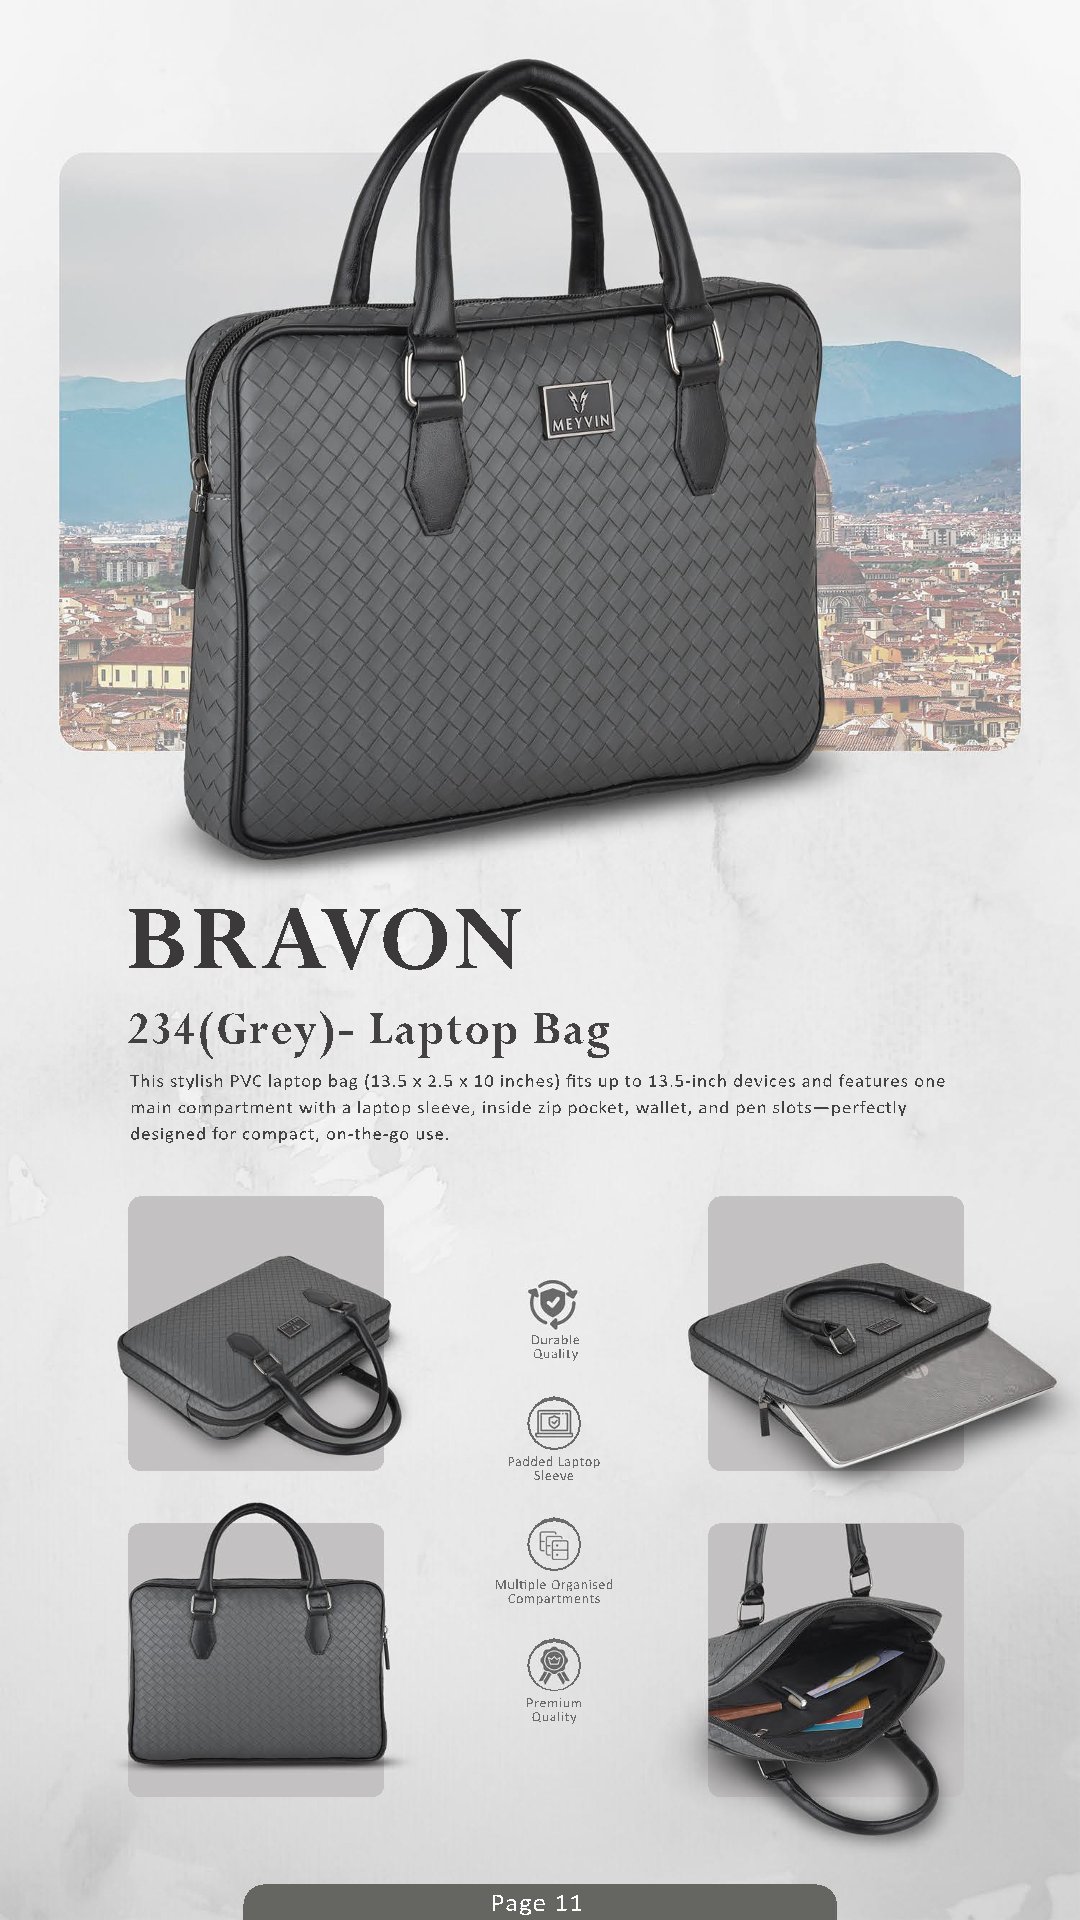 MEYVIN
BRAVON
234(Grey)- Laptop Bag
This stylish PVC laptop bag (13.5 x 2.5 x 10 inches) fits up to 13.5-inch devices and features one
main compartment with a laptop sleeve, inside zip pocket, wallet, and pen slots—perfectly
designed for compact, on-the-go use.
Durable
Quality
Padded Laptop
Sleeve
Multiple Organised
Compartments
Premium
Quality
Page 11